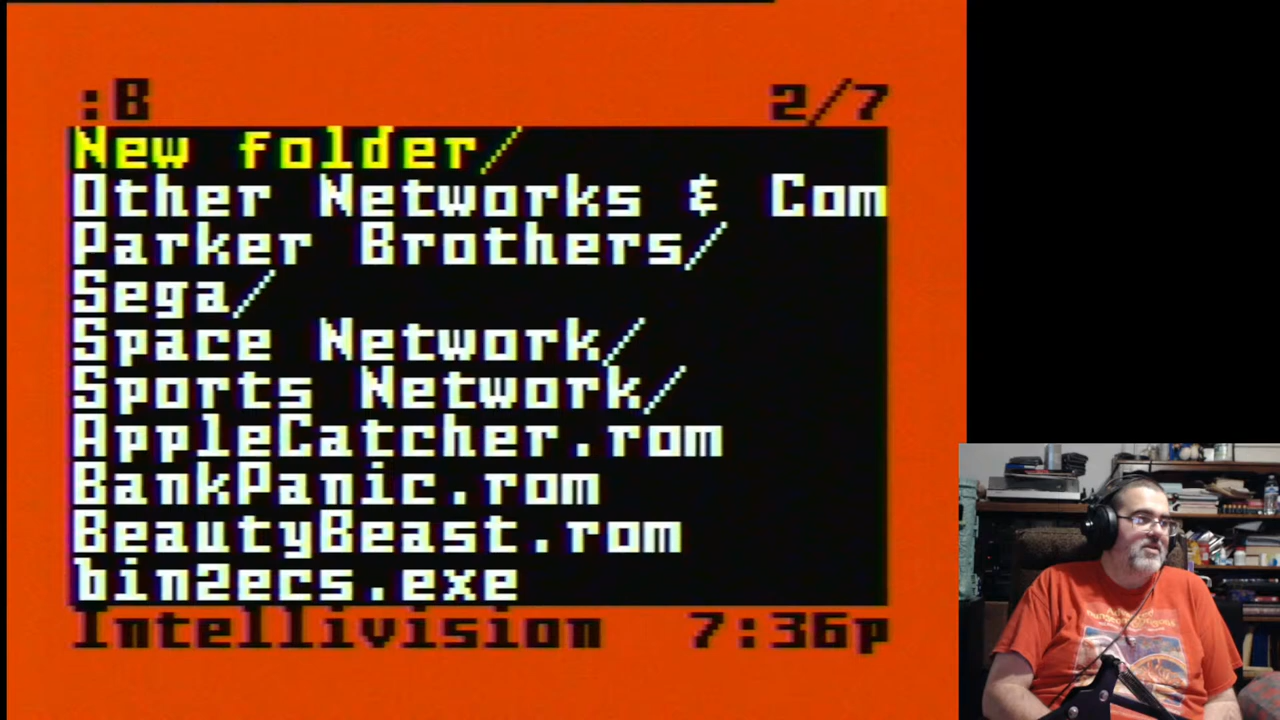 :B
2/7
New folder/
Other Networks & Com
Parker Brothers/
Sega/
Space Network/
Sports Network/
AppleCatcher.rom
BankPanic.rom
BeautyBeast.rom
bin2ecs.exe
Intellivision
7:36p